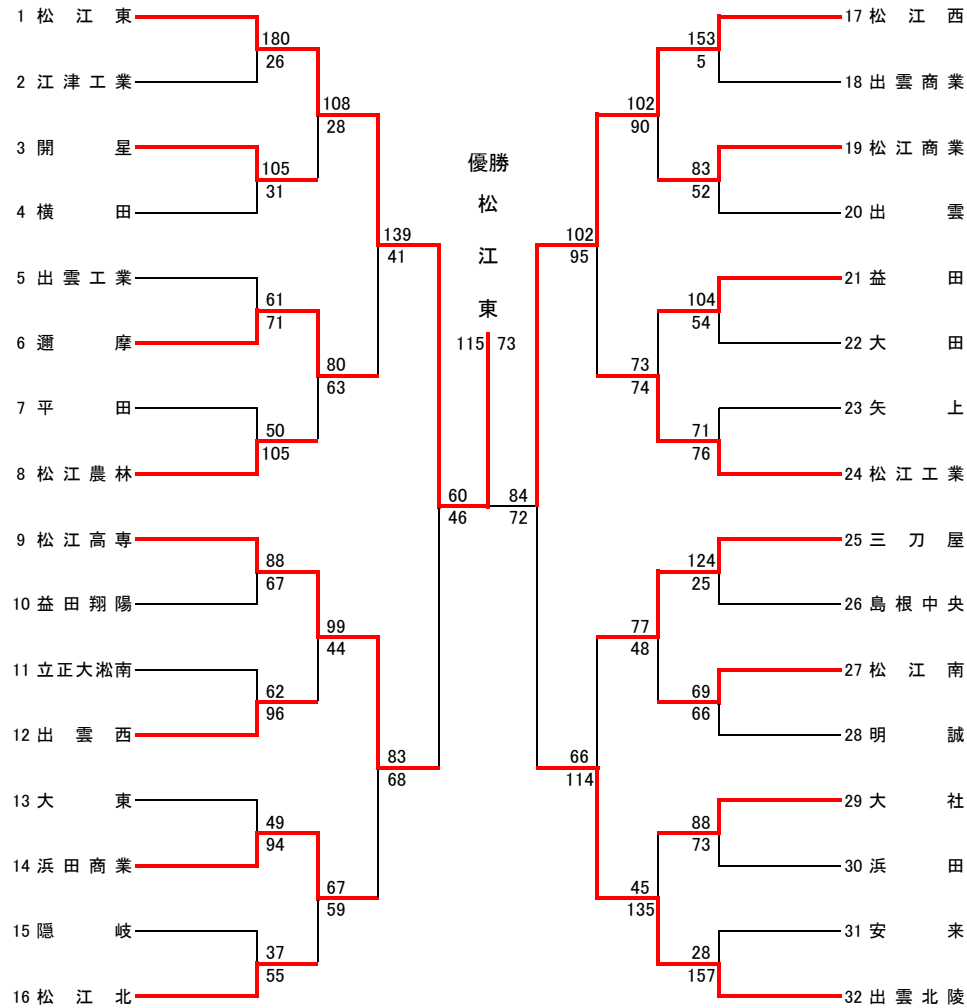 1 松江東
180
26
2 江津工業
108
28
3 開星
105
31
4 横田
139
41
5 出雲工業
61
71
6 邇摩
80
63
7 平田
50
105
8 松江農林
60
46
9 松江高専
88
67
10 益田翔陽
99
44
11 立正大淞南
62
96
12 出雲西
83
68
13 大東
49
94
14 浜田商業
67
59
15 隠岐
37
55
16 松江北
優勝
松
江
東
115 73
17 松江西
153
5
18 出雲商業
102
90
19 松江商業
83
52
20 出雲
102
95
21 益田
104
54
22 大田
73
74
23 矢上
71
76
24 松江工業
84
72
25 三刀屋
124
25
26 島根中央
77
48
27 松江南
69
66
28 明誠
66
114
29 大社
88
73
30 浜田
45
135
31 安来
28
157
32 出雲北陵